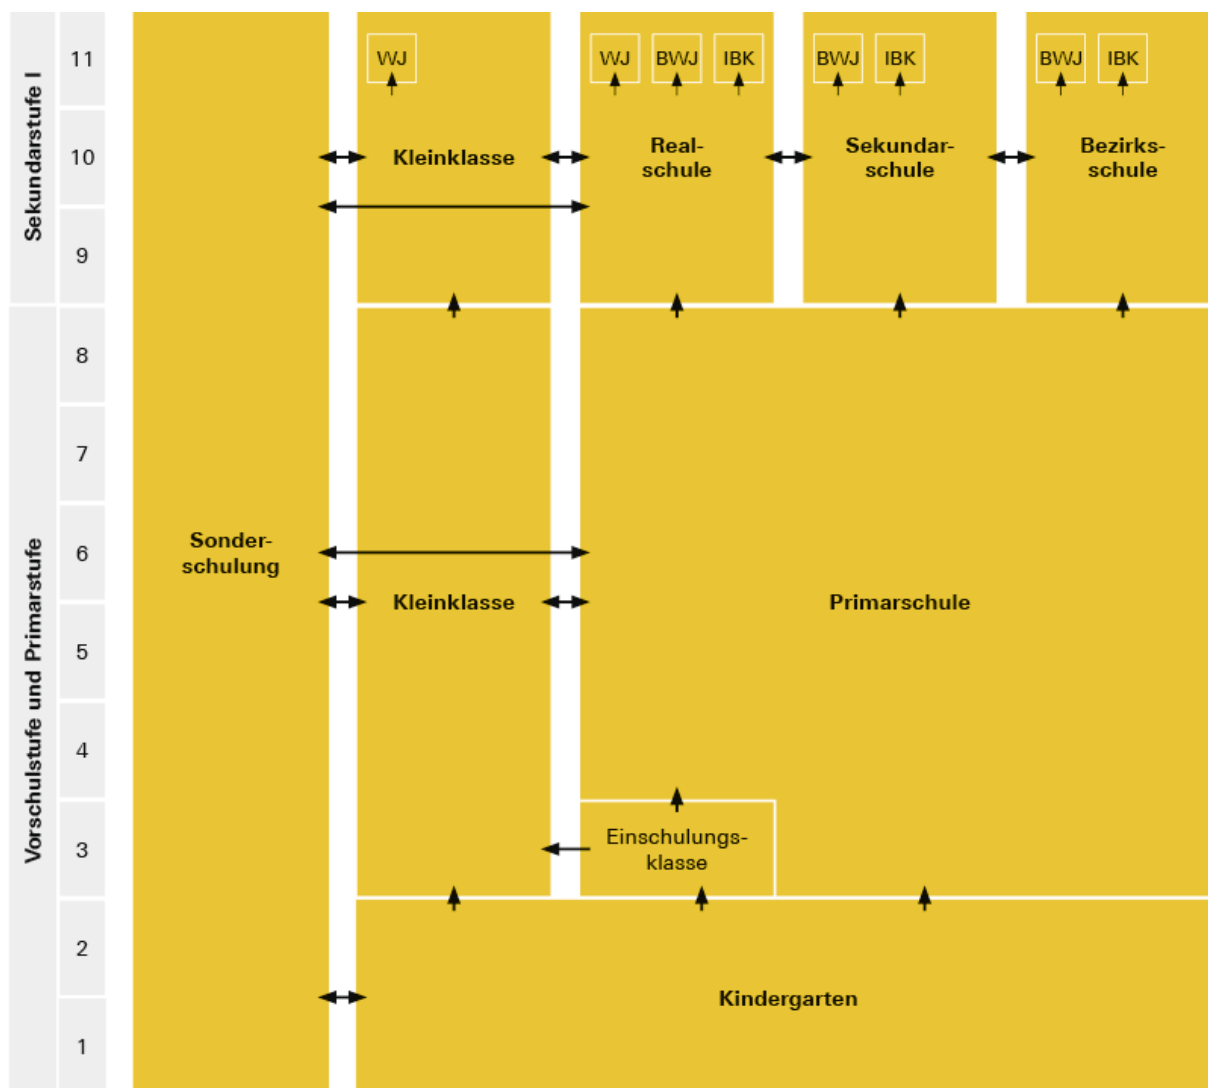 Sekundarstufe I
11
WJ
WJ BWJ IBK
BWJ IBK
BWJ IBK
10
Kleinklasse
Real-
schule
Sekundar-
schule
Bezirks-
schule
9
Vorschulstufe und Primarstufe
8
7
6
Sonder-
schulung
5
Kleinklasse
Primarschule
4
3
Einschulungs-
klasse
2
Kindergarten
1